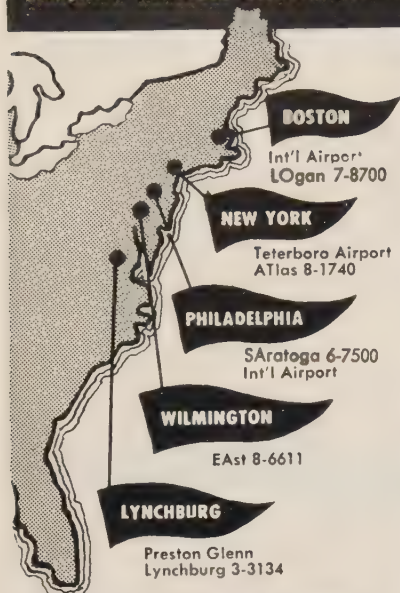 BOSTON
Int'l Airport
LOgan 7-8700
NEW YORK
Teterboro Airport
ATlas 8-1740
PHILADELPHIA
SAratoga 6-7500
Int'l Airport
WILMINGTON
EAst 8-6611
LYNCHBURG
Preston Glenn
Lynchburg 3-3134